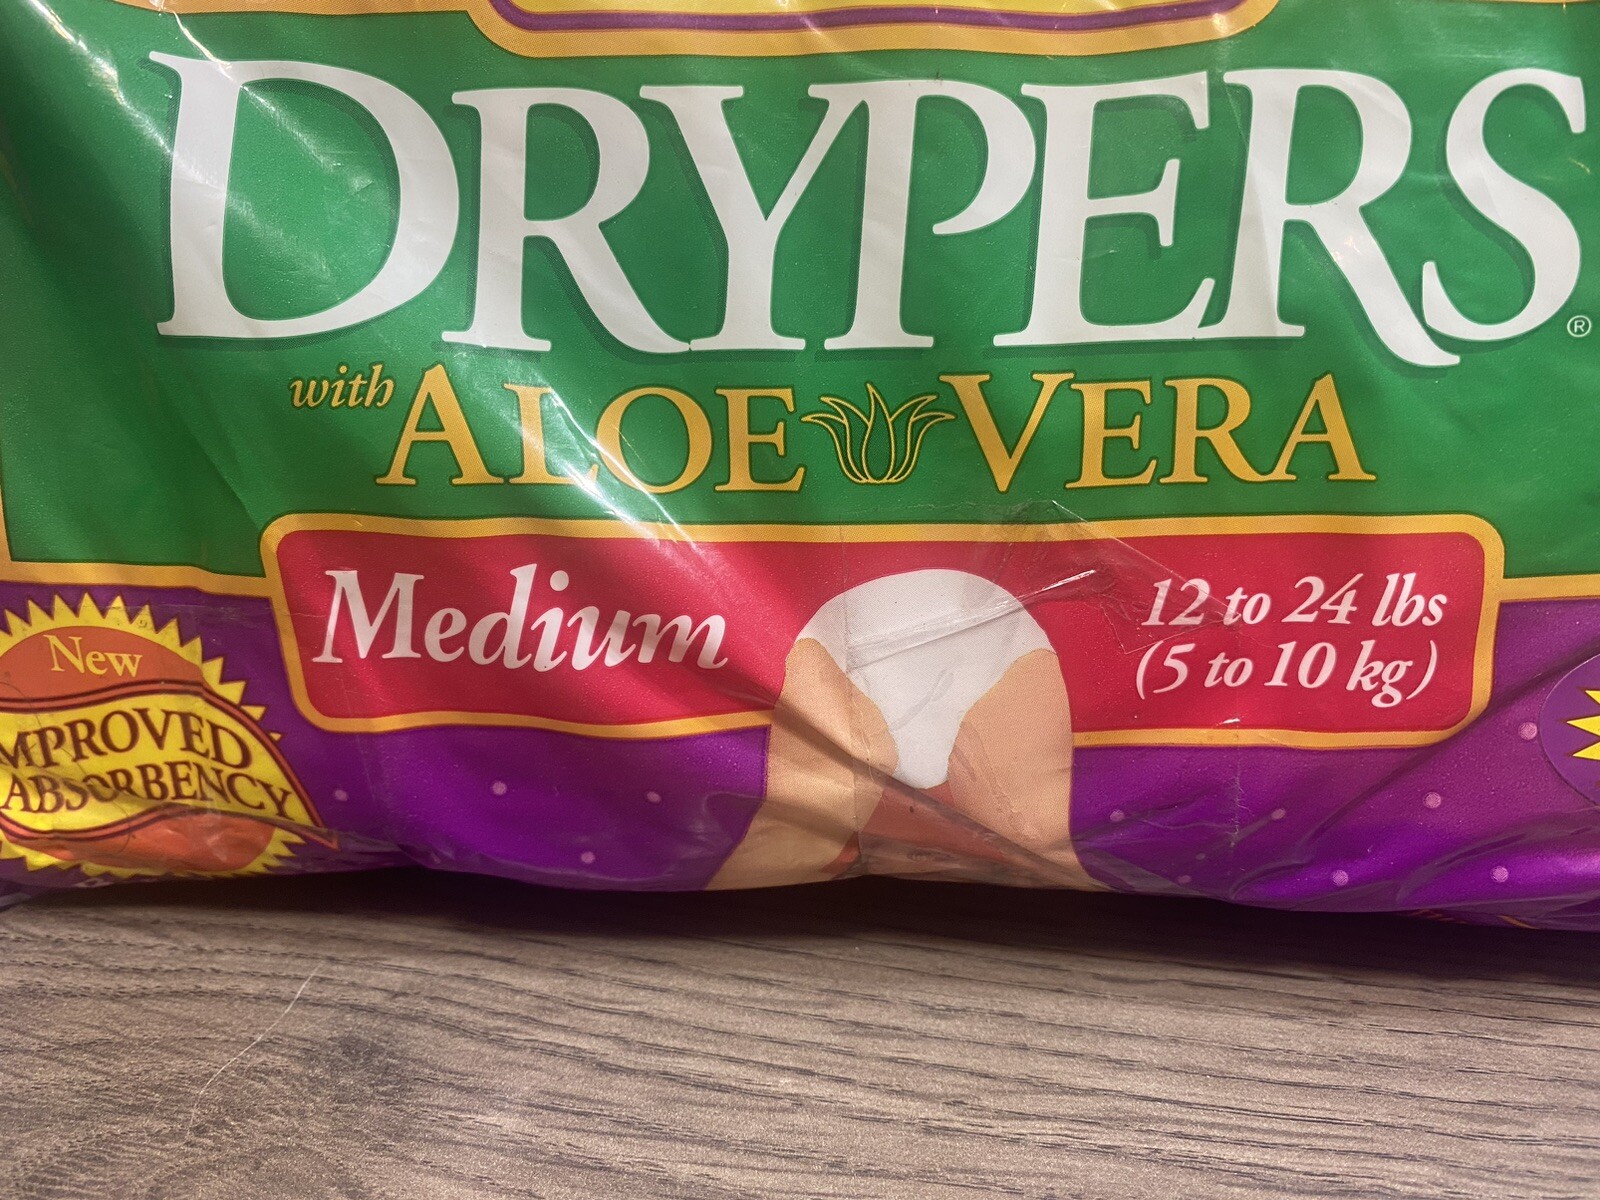 DRYPERS®
with ALOE VERA
Medium
12 to 24 lbs
(5 to 10 kg)
New
IMPROVED
ABSORBENCY